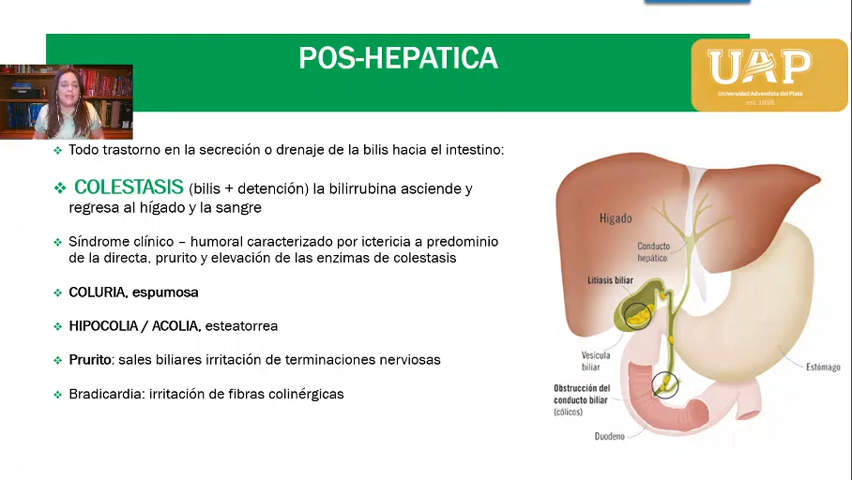 POS-HEPATICA
UAP
Universidad Adventista del Plata
est. 1898
Todo trastorno en la secreción o drenaje de la bilis hacia el intestino:
COLESTASIS (bilis + detención) la bilirrubina asciende y
regresa al hígado y la sangre
Síndrome clínico – humoral caracterizado por ictericia a predominio
de la directa, prurito y elevación de las enzimas de colestasis
COLURIA, espumosa
HIPOCOLIA / ACOLIA, esteatorrea
Prurito: sales biliares irritación de terminaciones nerviosas
Bradicardia: irritación de fibras colinérgicas
Hígado
Conducto
hepático
Litiasis biliar
Vesícula
biliar
Estómago
Obstrucción del
conducto biliar
(cólicos)
Duodeno